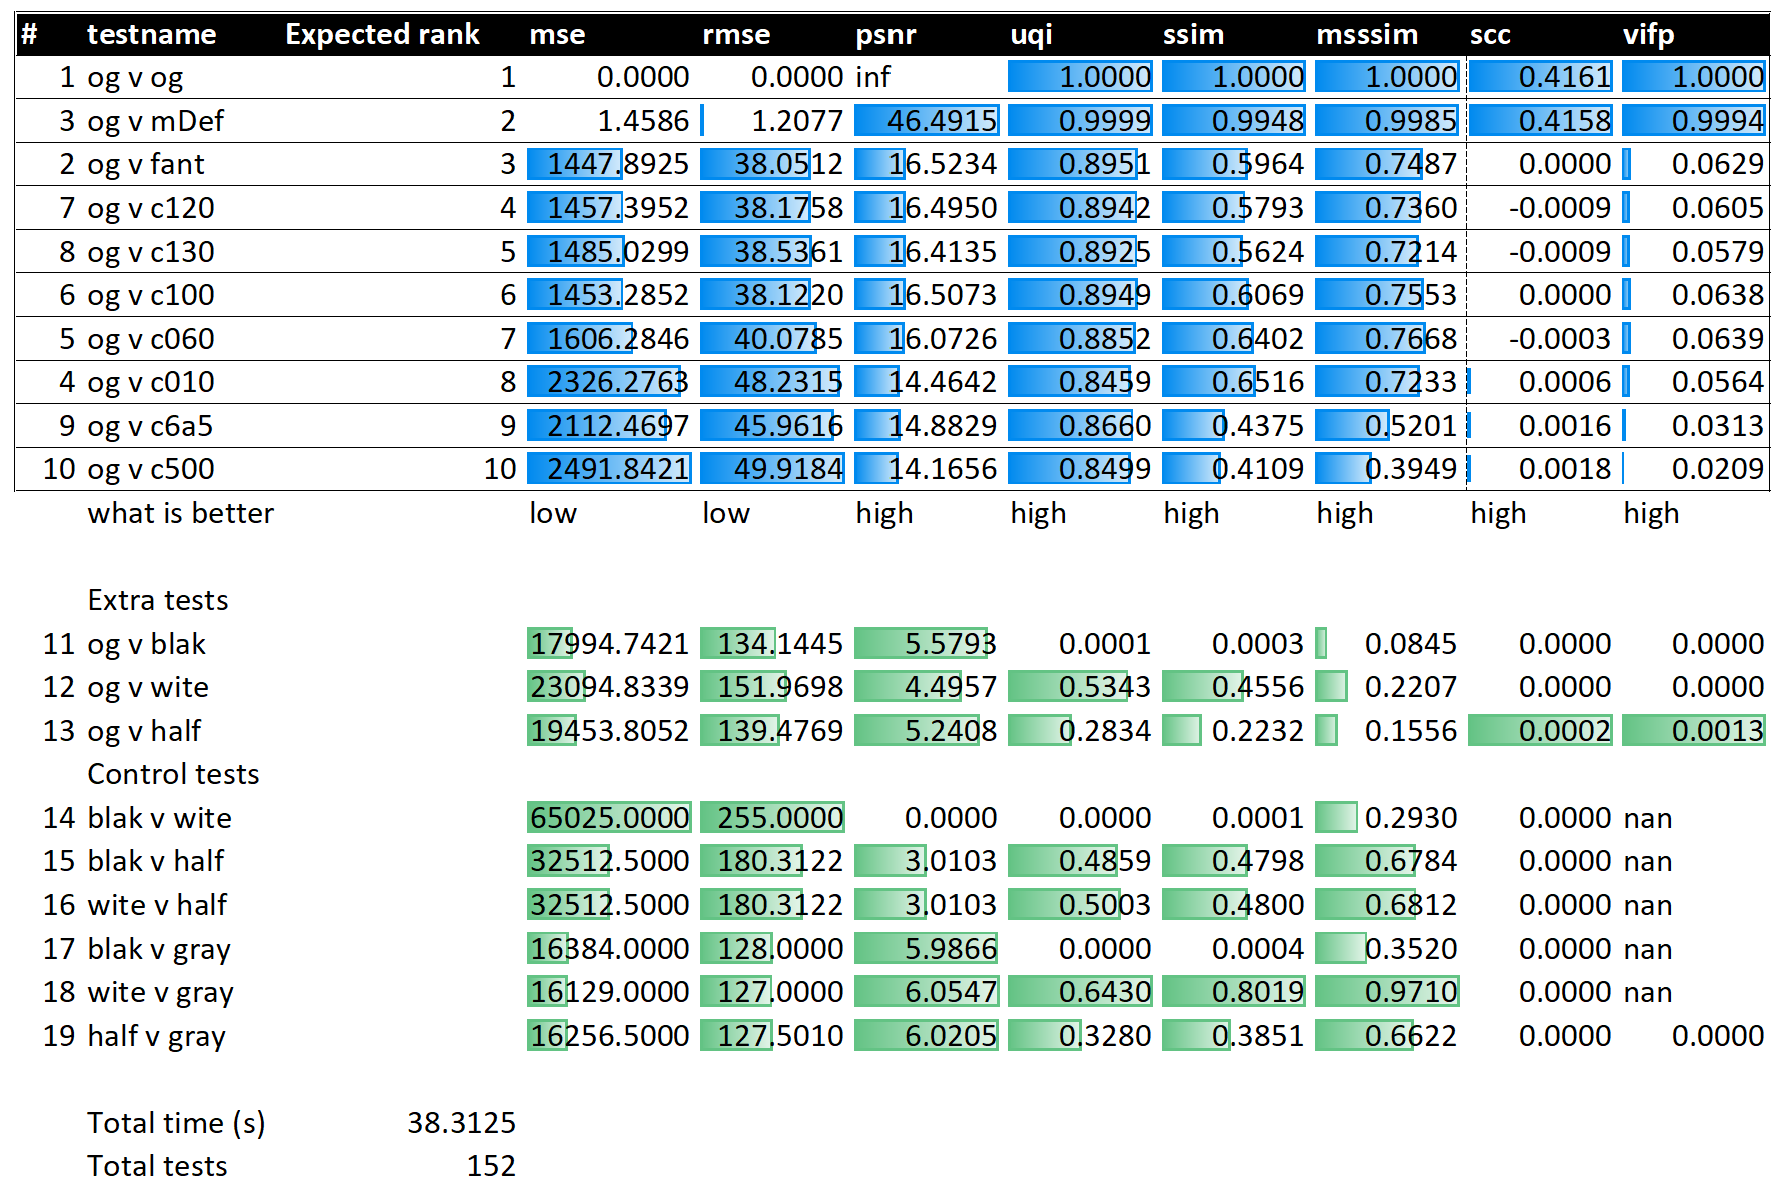 # testname Expected rank mse rmse psnr uqi ssim msssim scc vifp
1 og v og 1 0.0000 0.0000 inf 1.0000 1.0000 1.0000 0.4161 1.0000
3 og v mDef 2 1.4586 1.2077 46.4915 0.9999 0.9948 0.9985 0.4158 0.9994
2 og v fant 3 1447.8925 38.0512 16.5234 0.8951 0.5964 0.7487 0.0000 0.0629
7 og v c120 4 1457.3952 38.1758 16.4950 0.8942 0.5793 0.7360 -0.0009 0.0605
8 og v c130 5 1485.0299 38.5361 16.4135 0.8925 0.5624 0.7214 -0.0009 0.0579
6 og v c100 6 1453.2852 38.1220 16.5073 0.8949 0.6069 0.7553 0.0000 0.0638
5 og v c060 7 1606.2846 40.0785 16.0726 0.8852 0.6402 0.7668 -0.0003 0.0639
4 og v c010 8 2326.2763 48.2315 14.4642 0.8459 0.6516 0.7233 0.0006 0.0564
9 og v c6a5 9 2112.4697 45.9616 14.8829 0.8660 0.4375 0.5201 0.0016 0.0313
10 og v c500 10 2491.8421 49.9184 14.1656 0.8499 0.4109 0.3949 0.0018 0.0209
what is better low low high high high high high high
Extra tests
11 og v blak 17994.7421 134.1445 5.5793 0.0001 0.0003 0.0845 0.0000 0.0000
12 og v wite 23094.8339 151.9698 4.4957 0.5343 0.4556 0.2207 0.0000 0.0000
13 og v half 19453.8052 139.4769 5.2408 0.2834 0.2232 0.1556 0.0002 0.0013
Control tests
14 blak v wite 65025.0000 255.0000 0.0000 0.0000 0.0001 0.2930 0.0000 nan
15 blak v half 32512.5000 180.3122 3.0103 0.4859 0.4798 0.6784 0.0000 nan
16 wite v half 32512.5000 180.3122 3.0103 0.5003 0.4800 0.6812 0.0000 nan
17 blak v gray 16384.0000 128.0000 5.9866 0.0000 0.0004 0.3520 0.0000 nan
18 wite v gray 16129.0000 127.0000 6.0547 0.6430 0.8019 0.9710 0.0000 nan
19 half v gray 16256.5000 127.5010 6.0205 0.3280 0.3851 0.6622 0.0000 0.0000
Total time (s) 38.3125
Total tests 152